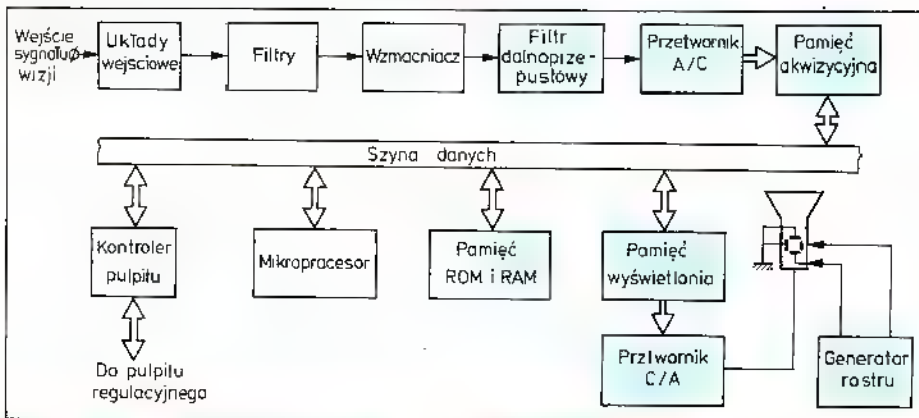 Wejście
sygnałów
wizji
Układy
wejściowe
Filtry
Wzmacniacz
Filtr
dolnoprze-
pustowy
Przetwornik
A/C
Pamięć
akwizycyjna
Szyna danych
Kontroler
pulpitu
Mikroprocesor
Pamięć
ROM i RAM
Pamięć
wyświetlania
Do pulpitu
regulacyjnego
Prztwornik
C/A
Generator
rastru